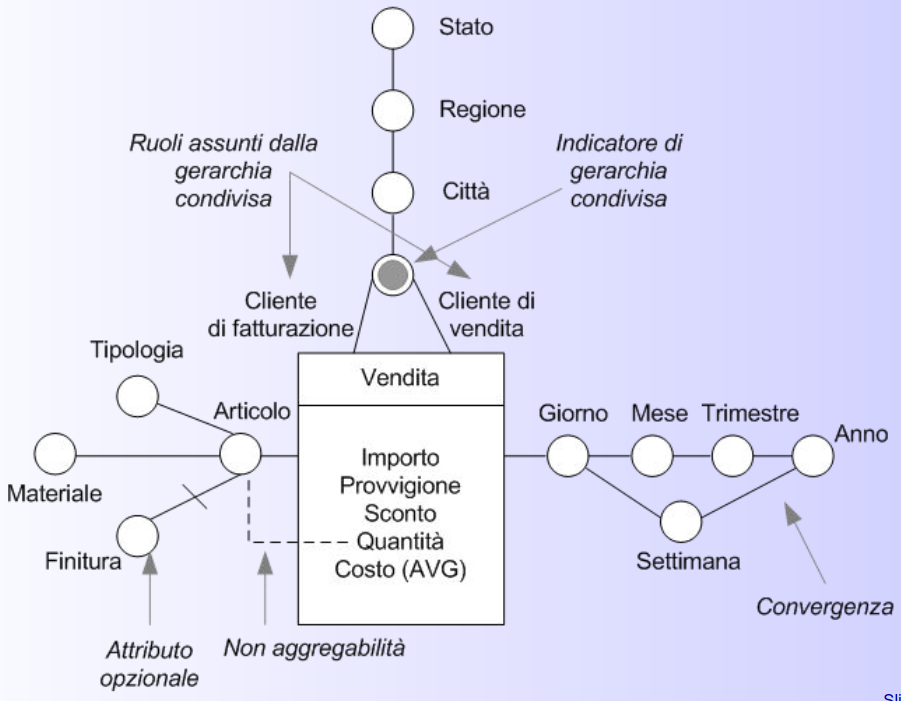 Stato
Regione
Ruoli assunti dalla
gerarchia
condivisa
Indicatore di
gerarchia
condivisa
Città
Cliente
di fatturazione
Cliente di
vendita
Tipologia
Vendita
Articolo
Giorno
Mese
Trimestre
Anno
Importo
Provvigione
Sconto
Quantità
Costo (AVG)
Materiale
Finitura
Settimana
Convergenza
Attributo
opzionale
Non aggregabilità